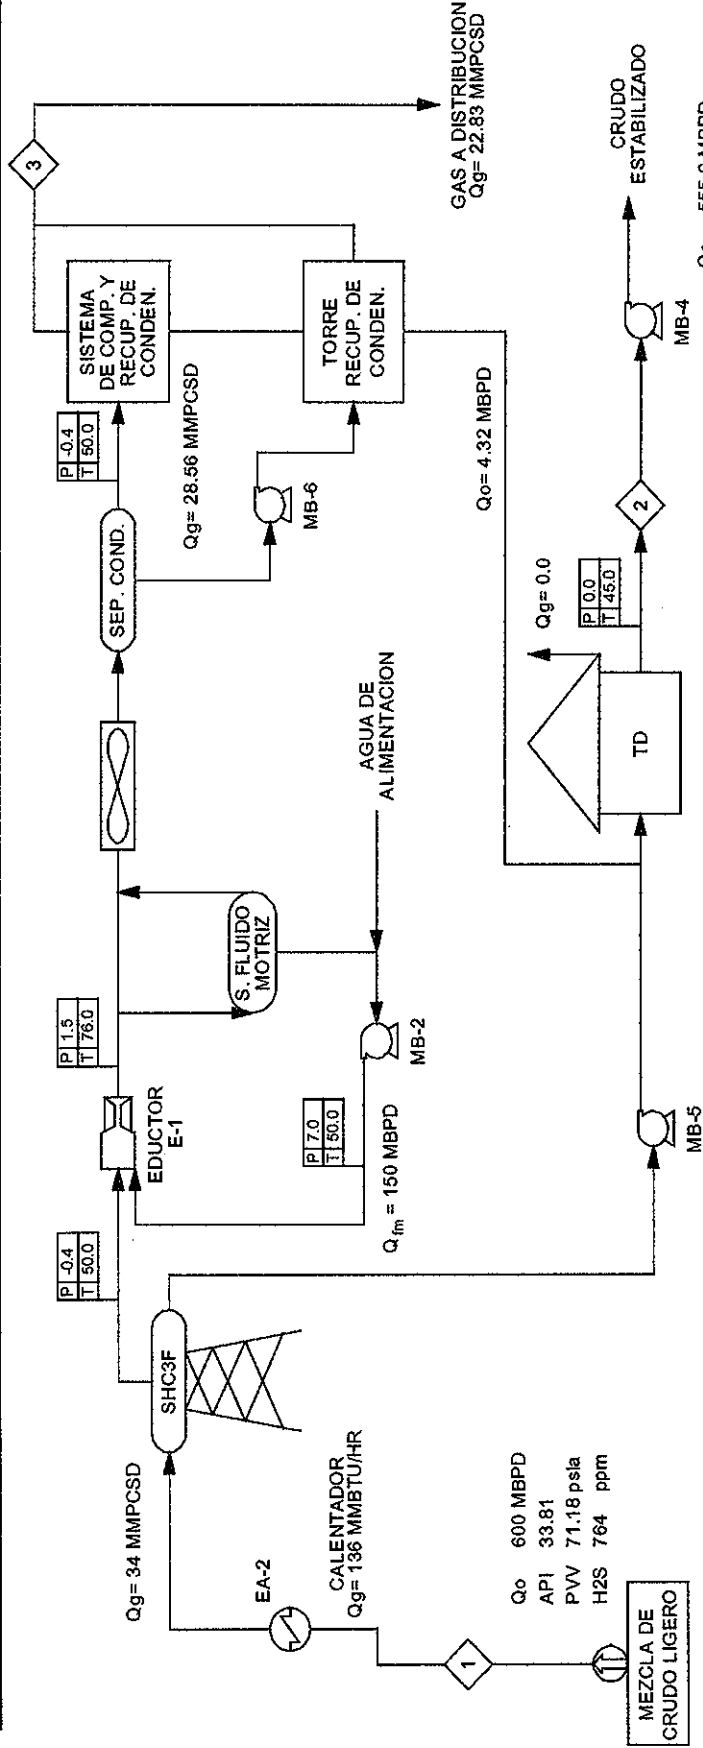 MEZCLA DE
CRUDO LIGERO
1
Qo 600 MBPD
API 33.81
PVV 71.18 psia
H2S 764 ppm
EA-2
CALENTADOR
Qg= 136 MMBTU/HR
Qg= 34 MMPCSD
SHC3F
P -0.4
T 50.0
EDUCTOR
E-1
P 1.5
T 76.0
P 7.0
T 50.0
Qfm = 150 MBPD
MB-2
S. FLUIDO
MOTRIZ
AGUA DE
ALIMENTACION
SEP. COND.
P -0.4
T 50.0
Qg= 28.56 MMPCSD
MB-6
SISTEMA
DE COMP. Y
RECUP. DE
CONDEN.
TORRE
RECUP. DE
CONDEN.
3
GAS A DISTRIBUCION
Qg= 22.83 MMPCSD
Qo= 4.32 MBPD
MB-5
TD
Qg= 0.0
P 0.0
T 45.0
2
MB-4
CRUDO
ESTABILIZADO